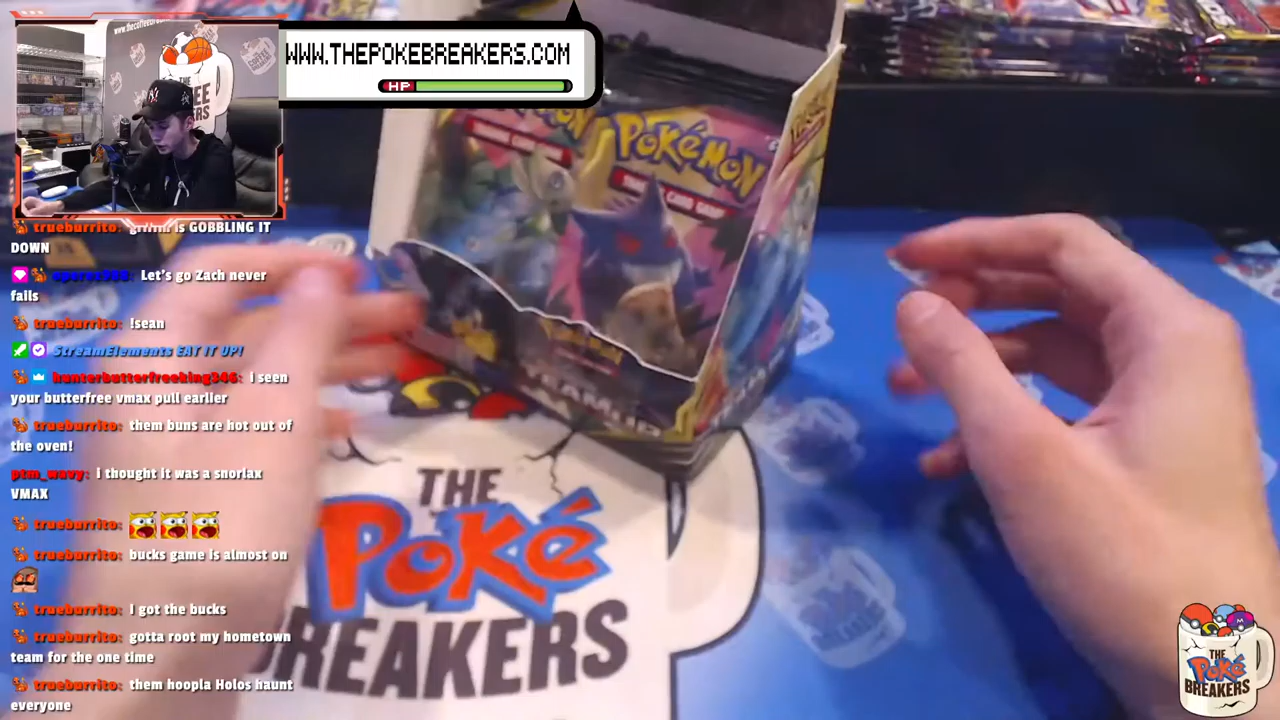 WWW.THEPOKEBREAKERS.COM
HP
trueburrito: is GOBBLING IT
DOWN
Let's go Zach never
fails
trueburrito: !sean
StreamElements EAT IT UP!
hunterbutterfreeking346: I seen
your butterfree vmax pull earlier
trueburrito: them buns are hot out of
the oven!
ptm_wavy: I thought it was a snorlax
VMAX
trueburrito:
trueburrito: bucks game is almost on
trueburrito: I got the bucks
trueburrito: gotta root my hometown
team for the one time
trueburrito: them hoopla Holos haunt
everyone
POKÉMON
THE
Poké
BREAKERS
THE
Poké
BREAKERS